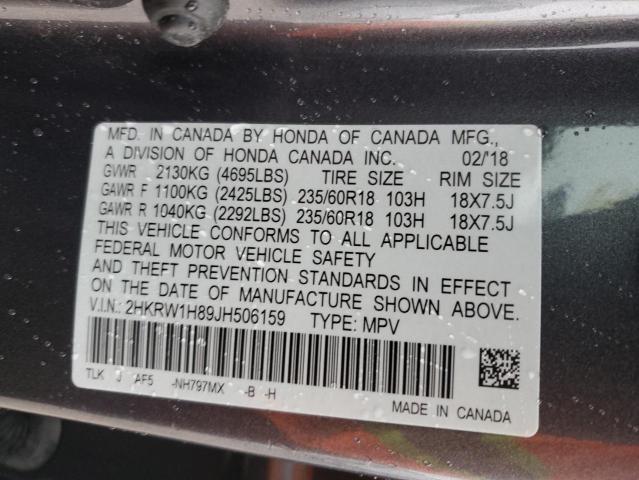 MFD. IN CANADA BY HONDA OF CANADA MFG.,
A DIVISION OF HONDA CANADA INC. 02/'18
GVWR 2130KG (4695LBS) TIRE SIZE RIM SIZE
GAWR F 1100KG (2425LBS) 235/60R18 103H 18X7.5J
GAWR R 1040KG (2292LBS) 235/60R18 103H 18X7.5J
THIS VEHICLE CONFORMS TO ALL APPLICABLE
FEDERAL MOTOR VEHICLE SAFETY
AND THEFT PREVENTION STANDARDS IN EFFECT
ON THE DATE OF MANUFACTURE SHOWN ABOVE.
V.I.N.: 2HKRW1H89JH506159 TYPE: MPV
TLK J AF5 -NH797MX -B -H
MADE IN CANADA